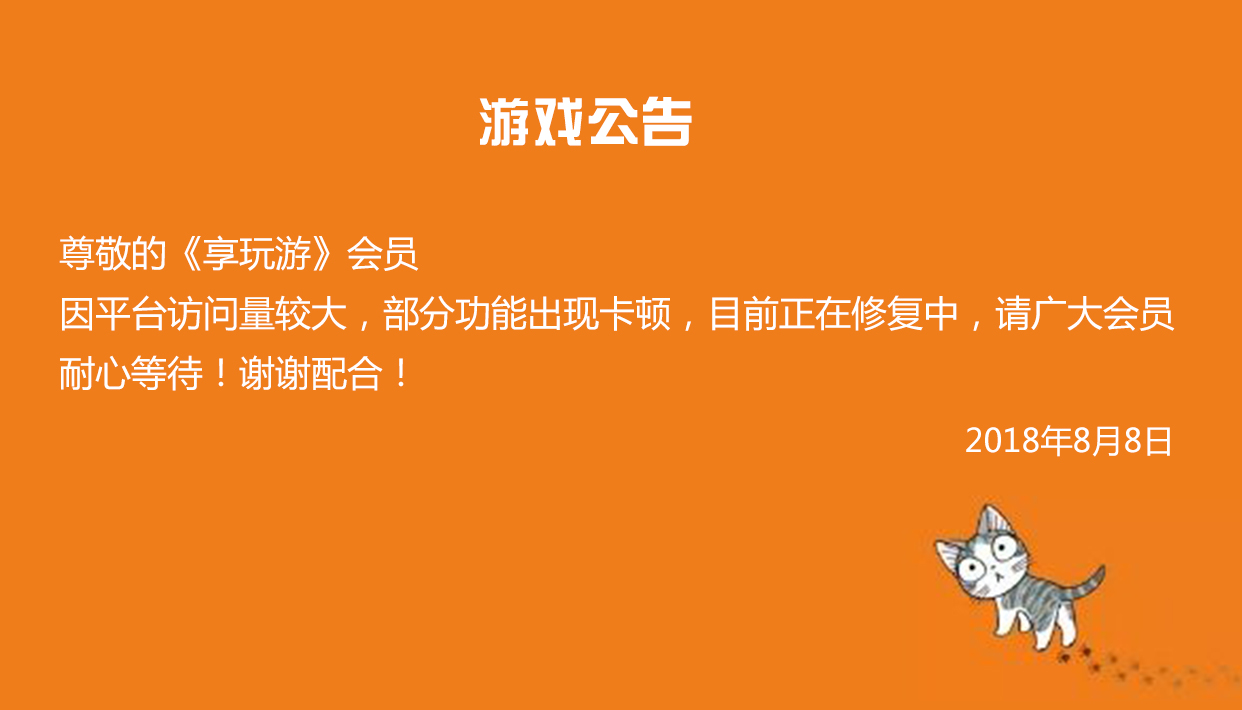 游戏公告
尊敬的《享玩游》会员
因平台访问量较大，部分功能出现卡顿，目前正在修复中，请广大会员
耐心等待！谢谢配合！
2018年8月8日